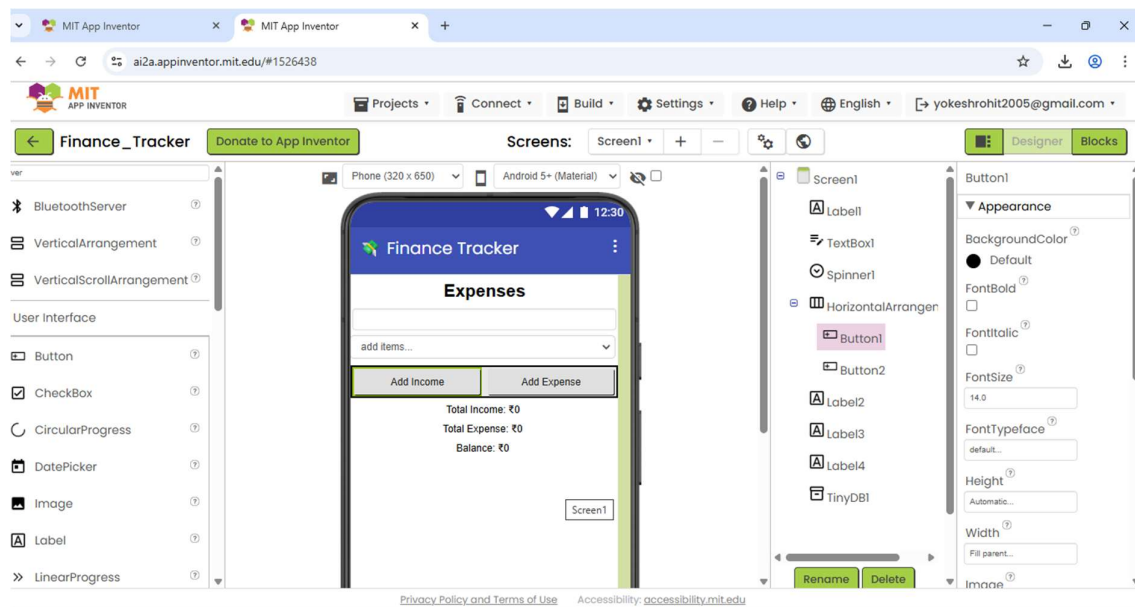 MIT App Inventor
MIT App Inventor
ai2a.appinventor.mit.edu/#1526438
MIT
APP INVENTOR
Projects
Connect
Build
Settings
Help
English
yokeshrohit2005@gmail.com
Finance_Tracker
Donate to App Inventor
Screens:
Screen1
Designer
Blocks
ver
BluetoothServer
VerticalArrangement
VerticalScrollArrangement
User Interface
Button
CheckBox
CircularProgress
DatePicker
Image
Label
LinearProgress
Phone (320 x 650)
Android 5+ (Material)
12:30
Finance Tracker
Expenses
add items...
Add Income
Add Expense
Total Income: ₹0
Total Expense: ₹0
Balance: ₹0
Screen1
Screen1
Label1
TextBox1
Spinner1
HorizontalArrangen
Button1
Button2
Label2
Label3
Label4
TinyDB1
Rename
Delete
Button1
Appearance
BackgroundColor
Default
FontBold
FontItalic
FontSize
14.0
FontTypeface
default...
Height
Automatic...
Width
Fill parent...
Image
Privacy Policy and Terms of Use
Accessibility: accessibility.mit.edu